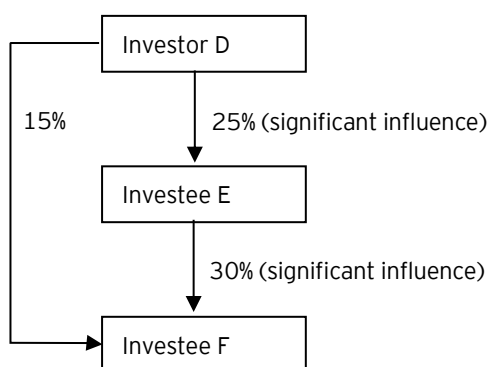 Investor D
15%
25% (significant influence)
Investee E
30% (significant influence)
Investee F